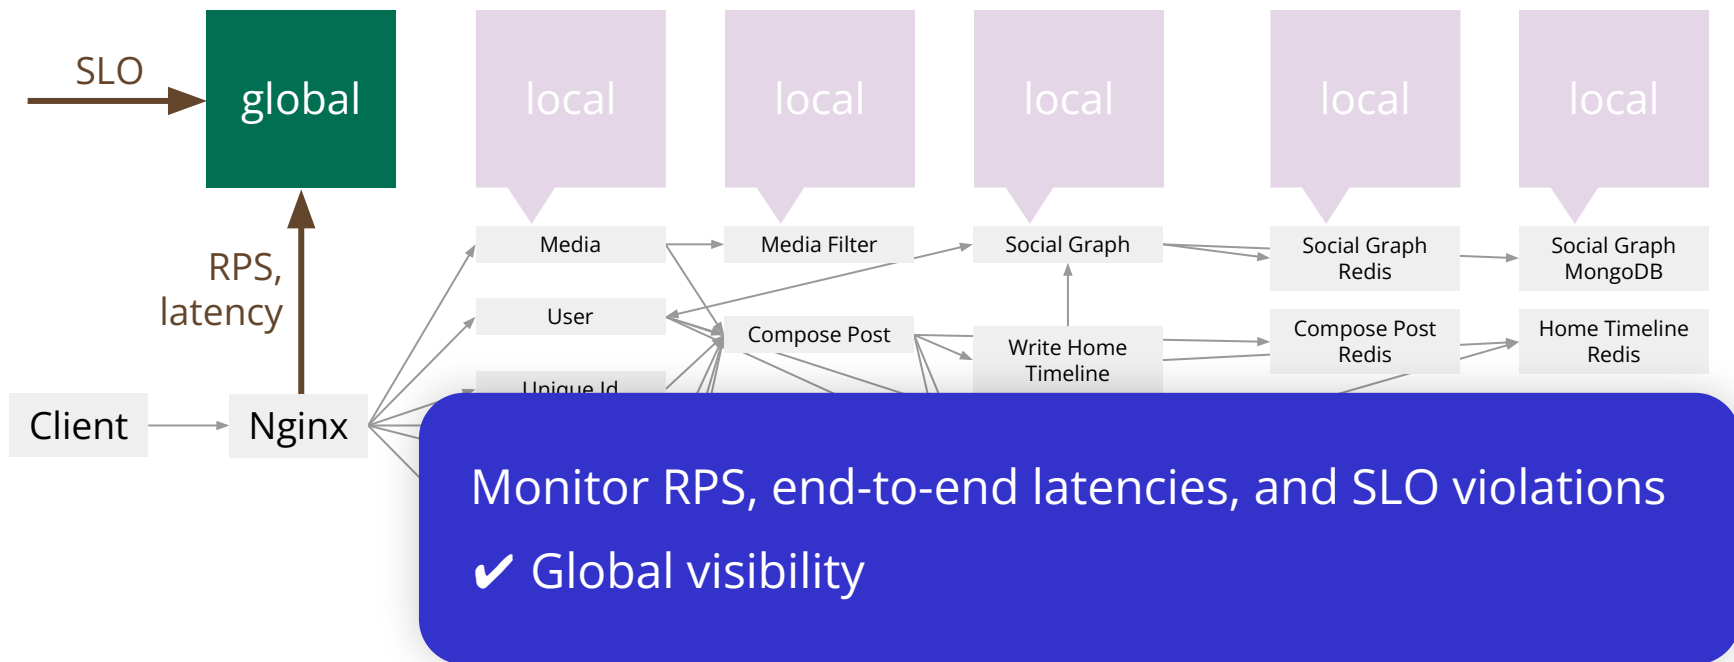 SLO
global
local
local
local
local
local
RPS,
latency
Media
Media Filter
Social Graph
Social Graph
Redis
Social Graph
MongoDB
User
Compose Post
Write Home
Timeline
Compose Post
Redis
Home Timeline
Redis
Unique Id
Client
Nginx
Monitor RPS, end-to-end latencies, and SLO violations
✔ Global visibility